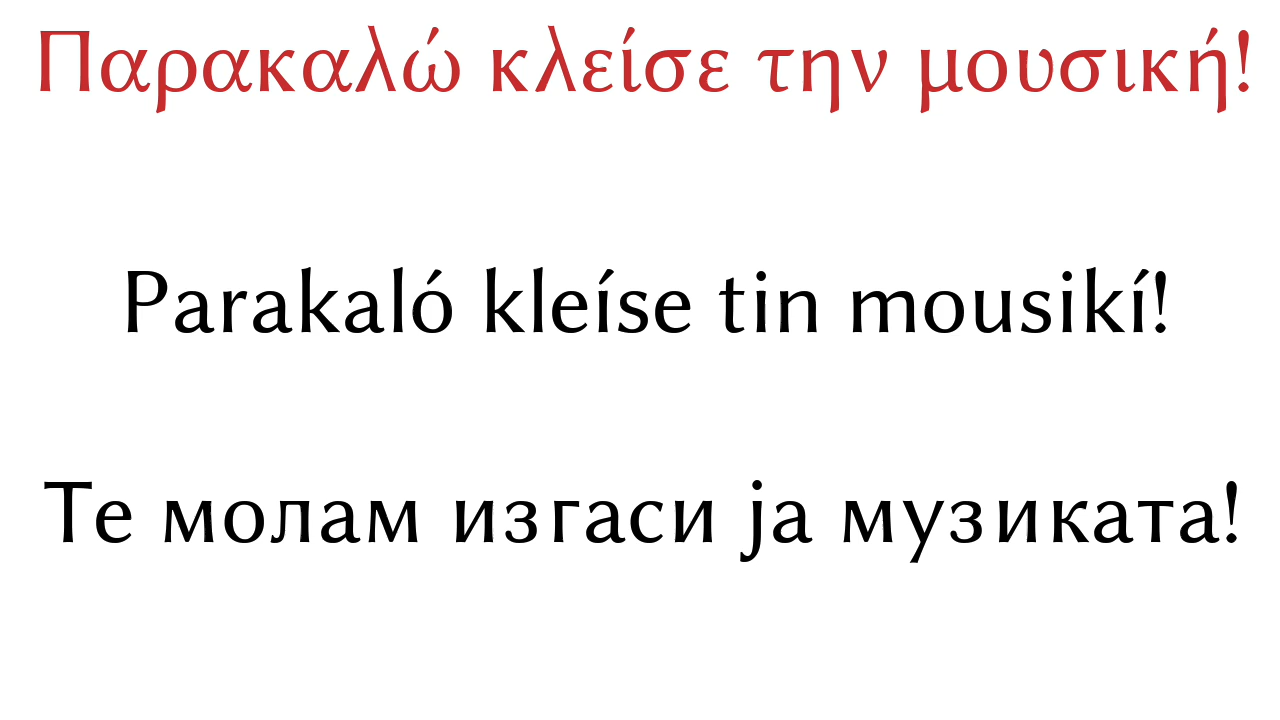 Παρακαλώ κλείσε την μουσική!
Parakaló kleíse tin mousikí!
Те молам изгаси ја музиката!